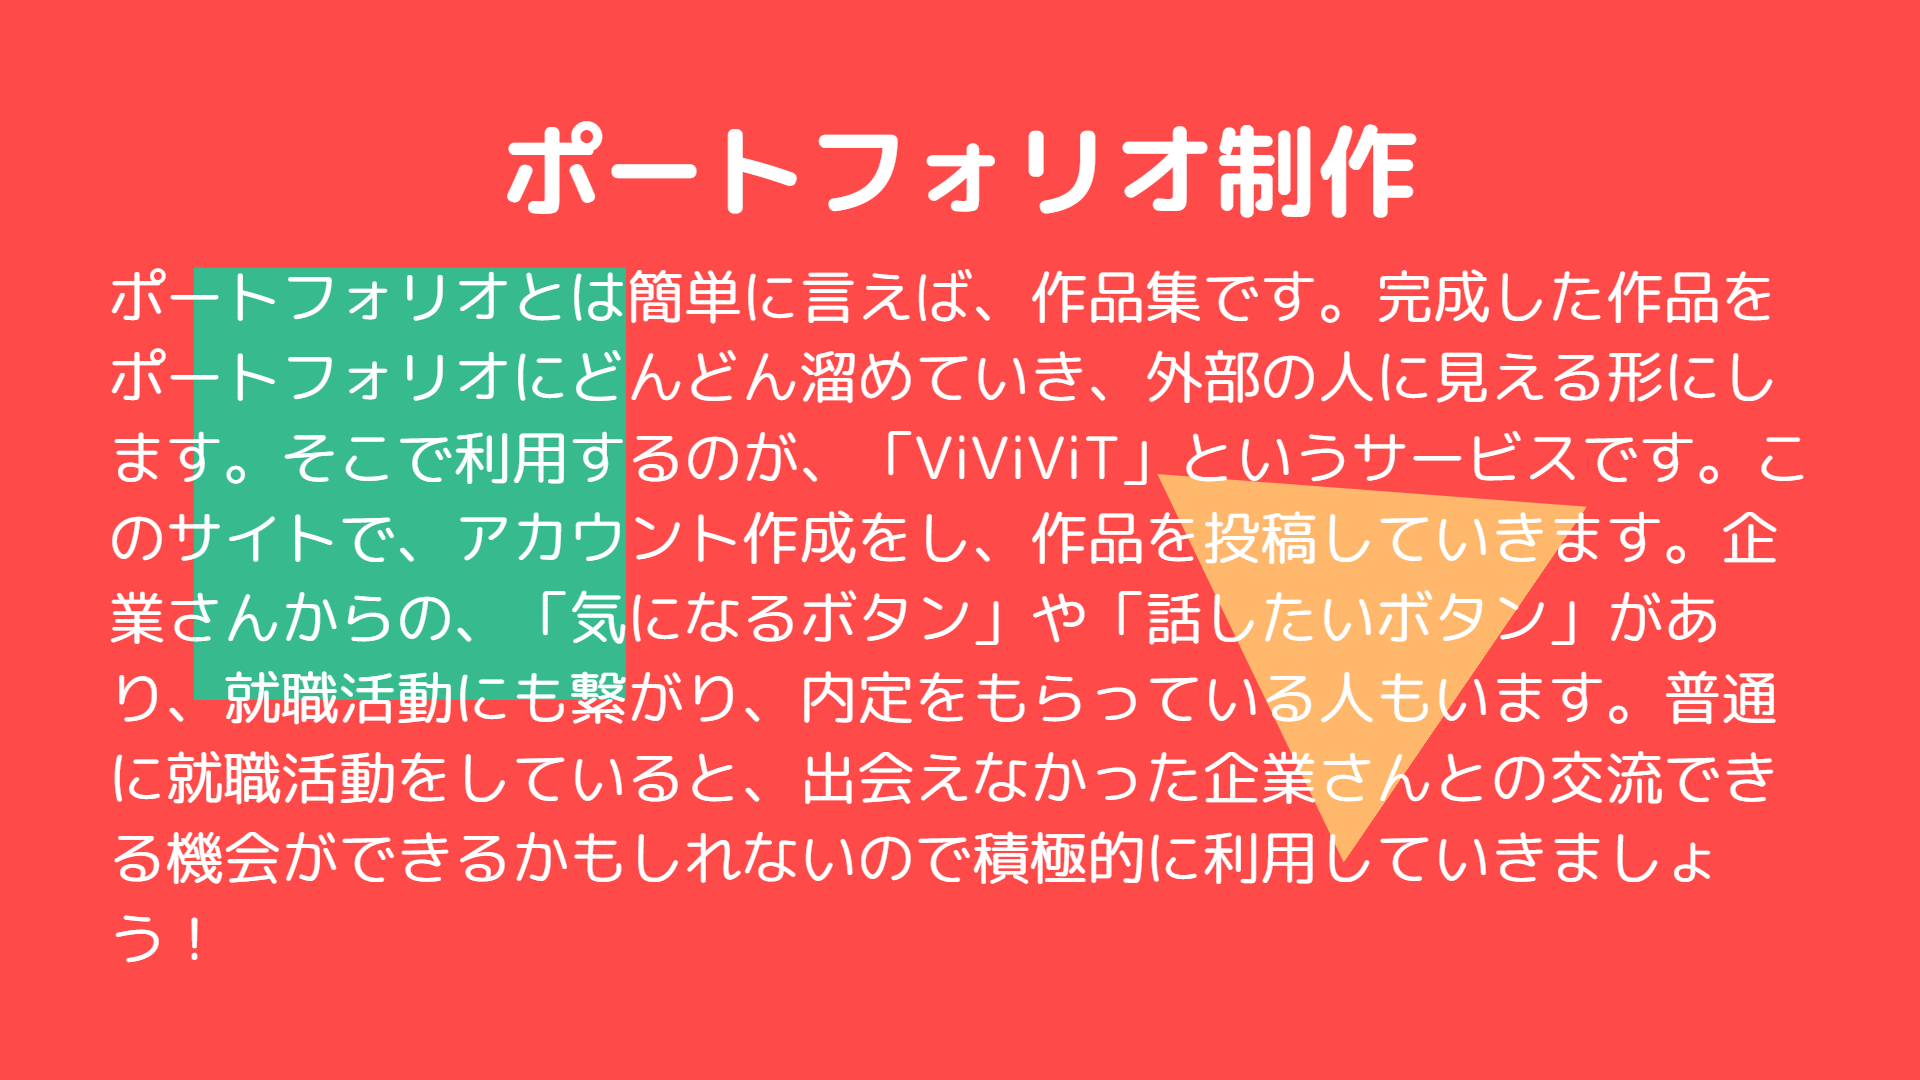 ポートフォリオ制作
ポートフォリオとは簡単に言えば、作品集です。完成した作品を
ポートフォリオにどんどん溜めていき、外部の人に見える形にし
ます。そこで利用するのが、「ViViViT」というサービスです。こ
のサイトで、アカウント作成をし、作品を投稿していきます。企
業さんからの、「気になるボタン」や「話したいボタン」があ
り、就職活動にも繋がり、内定をもらっている人もいます。普通
に就職活動をしていると、出会えなかった企業さんとの交流でき
る機会ができるかもしれないので積極的に利用していきましょ
う！